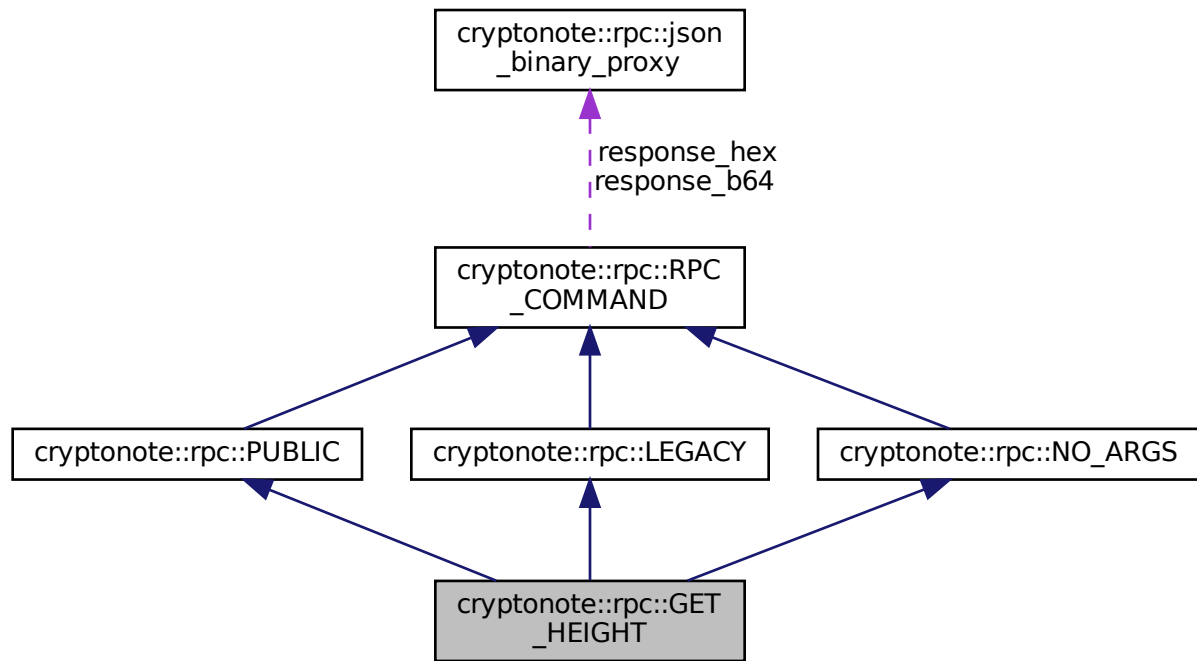 cryptonote::rpc::json
_binary_proxy
response_hex
response_b64
cryptonote::rpc::RPC
_COMMAND
cryptonote::rpc::PUBLIC
cryptonote::rpc::LEGACY
cryptonote::rpc::NO_ARGS
cryptonote::rpc::GET
_HEIGHT